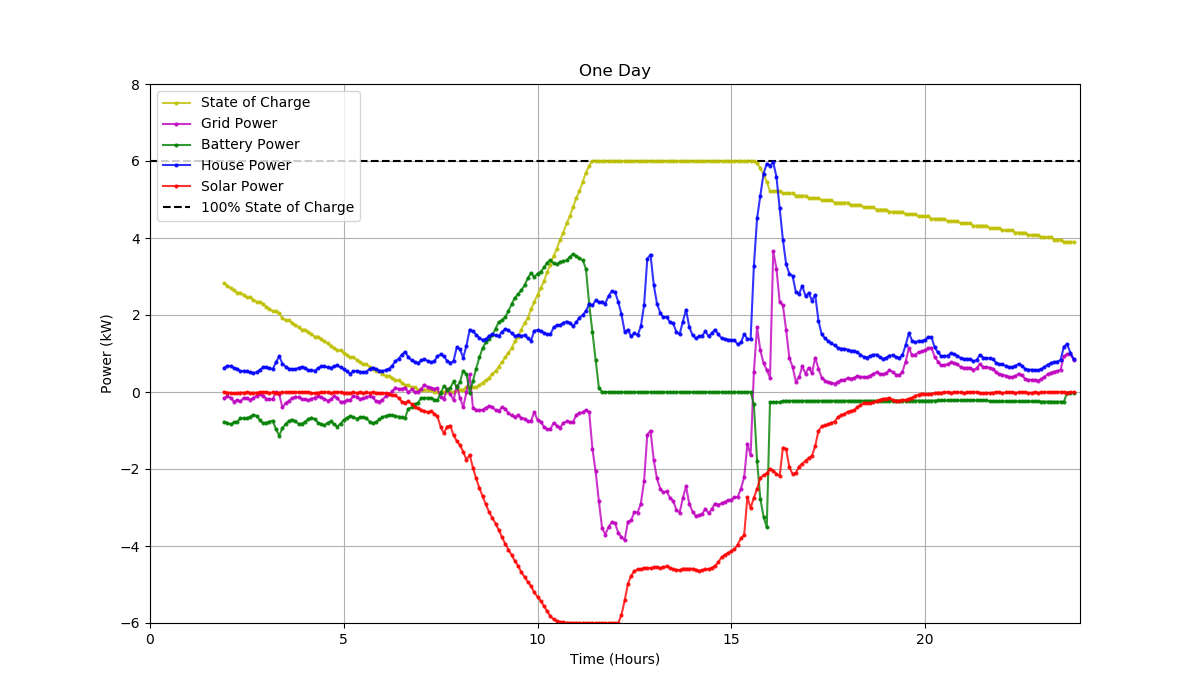 One Day
8
6
4
2
0
−2
−4
−6
Power (kW)
State of Charge
Grid Power
Battery Power
House Power
Solar Power
100% State of Charge
0 5 10 15 20
Time (Hours)